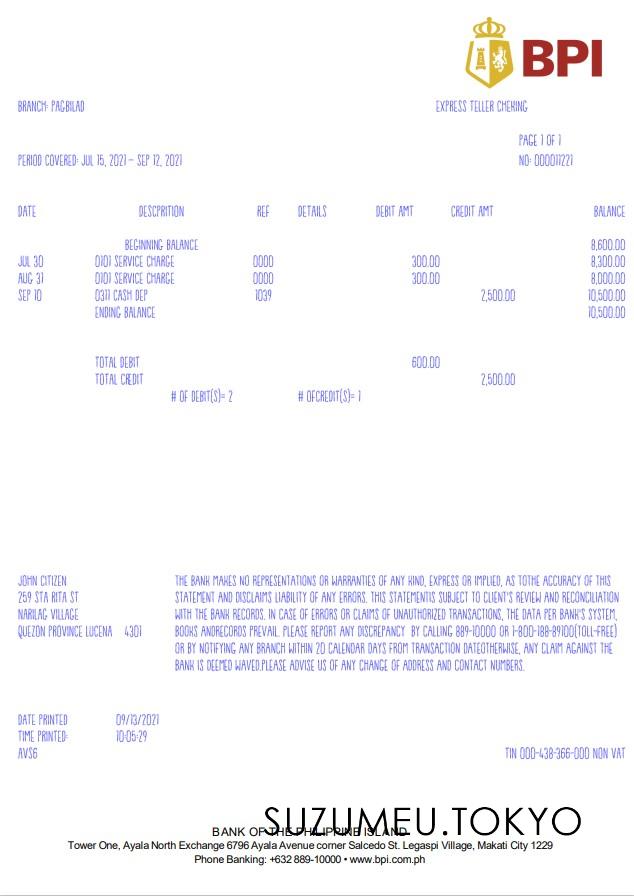 BPI
BRANCH: PAGBILAD EXPRESS TELLER CHEKING
PAGE 1 OF 1
PERIOD COVERED: JUL 15, 2021 – SEP 12, 2021 NO: 000011221
DATE DESCPRITION REF DETAILS DEBIT AMT CREDIT AMT BALANCE
BEGINNING BALANCE 8,600.00
JUL 30 0101 SERVICE CHARGE 0000 300.00 8,300.00
AUG 31 0101 SERVICE CHARGE 0000 300.00 8,000.00
SEP 10 0311 CASH DEP 1039 2,500.00 10,500.00
ENDING BALANCE 10,500.00
TOTAL DEBIT 600.00
TOTAL CREDIT 2,500.00
# OF DEBIT(S)= 2 # OFCREDIT(S)= 1
JOHN CITIZEN
259 STA RITA ST
NARILAG VILLAGE
QUEZON PROVINCE LUCENA 4301
THE BANK MAKES NO REPRESENTATIONS OR WARRANTIES OF ANY KIND, EXPRESS OR IMPLIED, AS TOTHE ACCURACY OF THIS
STATEMENT AND DISCLAIMS LIABILITY OF ANY ERRORS. THIS STATEMENTIS SUBJECT TO CLIENT'S REVIEW AND RECONCILIATION
WITH THE BANK RECORDS. IN CASE OF ERRORS OR CLAIMS OF UNAUTHORIZED TRANSACTIONS, THE DATA PER BANK'S SYSTEM,
BOOKS ANDRECORDS PREVAIL. PLEASE REPORT ANY DISCREPANCY BY CALLING 889-10000 OR 1-800-188-89100(TOLL-FREE)
OR BY NOTIFYING ANY BRANCH WITHIN 20 CALENDAR DAYS FROM TRANSACTION DATEOTHERWISE, ANY CLAIM AGAINST THE
BANK IS DEEMED WAVED.PLEASE ADVISE US OF ANY CHANGE OF ADDRESS AND CONTACT NUMBERS.
DATE PRINTED 09/13/2021
TIME PRINTED: 10:05:29
AVS6 TIN 000-438-366-000 NON VAT
SUZUMEU.TOKYO
BANK OF THE PHILIPPINE ISLAND
Tower One, Ayala North Exchange 6796 Ayala Avenue corner Salcedo St. Legaspi Village, Makati City 1229
Phone Banking: +632 889-10000 • www.bpi.com.ph